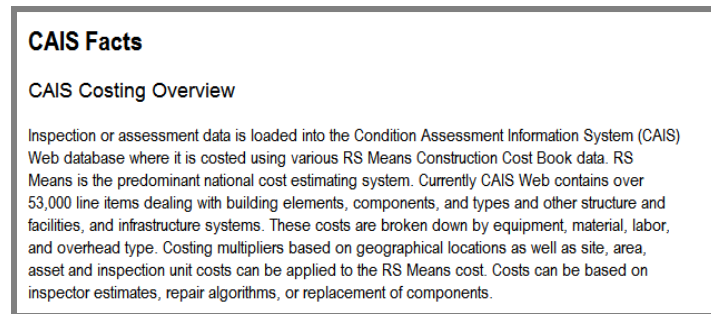 CAIS Facts
CAIS Costing Overview
Inspection or assessment data is loaded into the Condition Assessment Information System (CAIS)
Web database where it is costed using various RS Means Construction Cost Book data. RS
Means is the predominant national cost estimating system. Currently CAIS Web contains over
53,000 line items dealing with building elements, components, and types and other structure and
facilities, and infrastructure systems. These costs are broken down by equipment, material, labor,
and overhead type. Costing multipliers based on geographical locations as well as site, area,
asset and inspection unit costs can be applied to the RS Means cost. Costs can be based on
inspector estimates, repair algorithms, or replacement of components.